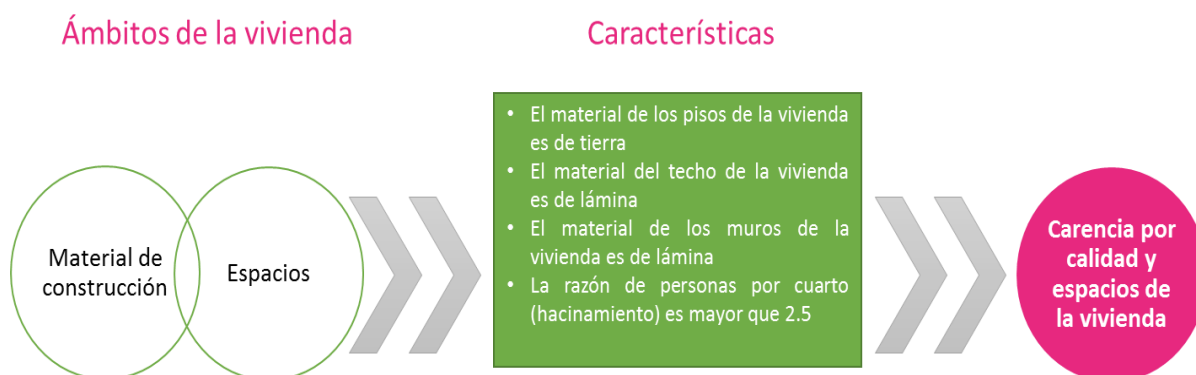 Ámbitos de la vivienda
Características
Material de
construcción
Espacios
• El material de los pisos de la vivienda
es de tierra
• El material del techo de la vivienda
es de lámina
• El material de los muros de la
vivienda es de lámina
• La razón de personas por cuarto
(hacinamiento) es mayor que 2.5
Carencia por
calidad y
espacios de
la vivienda